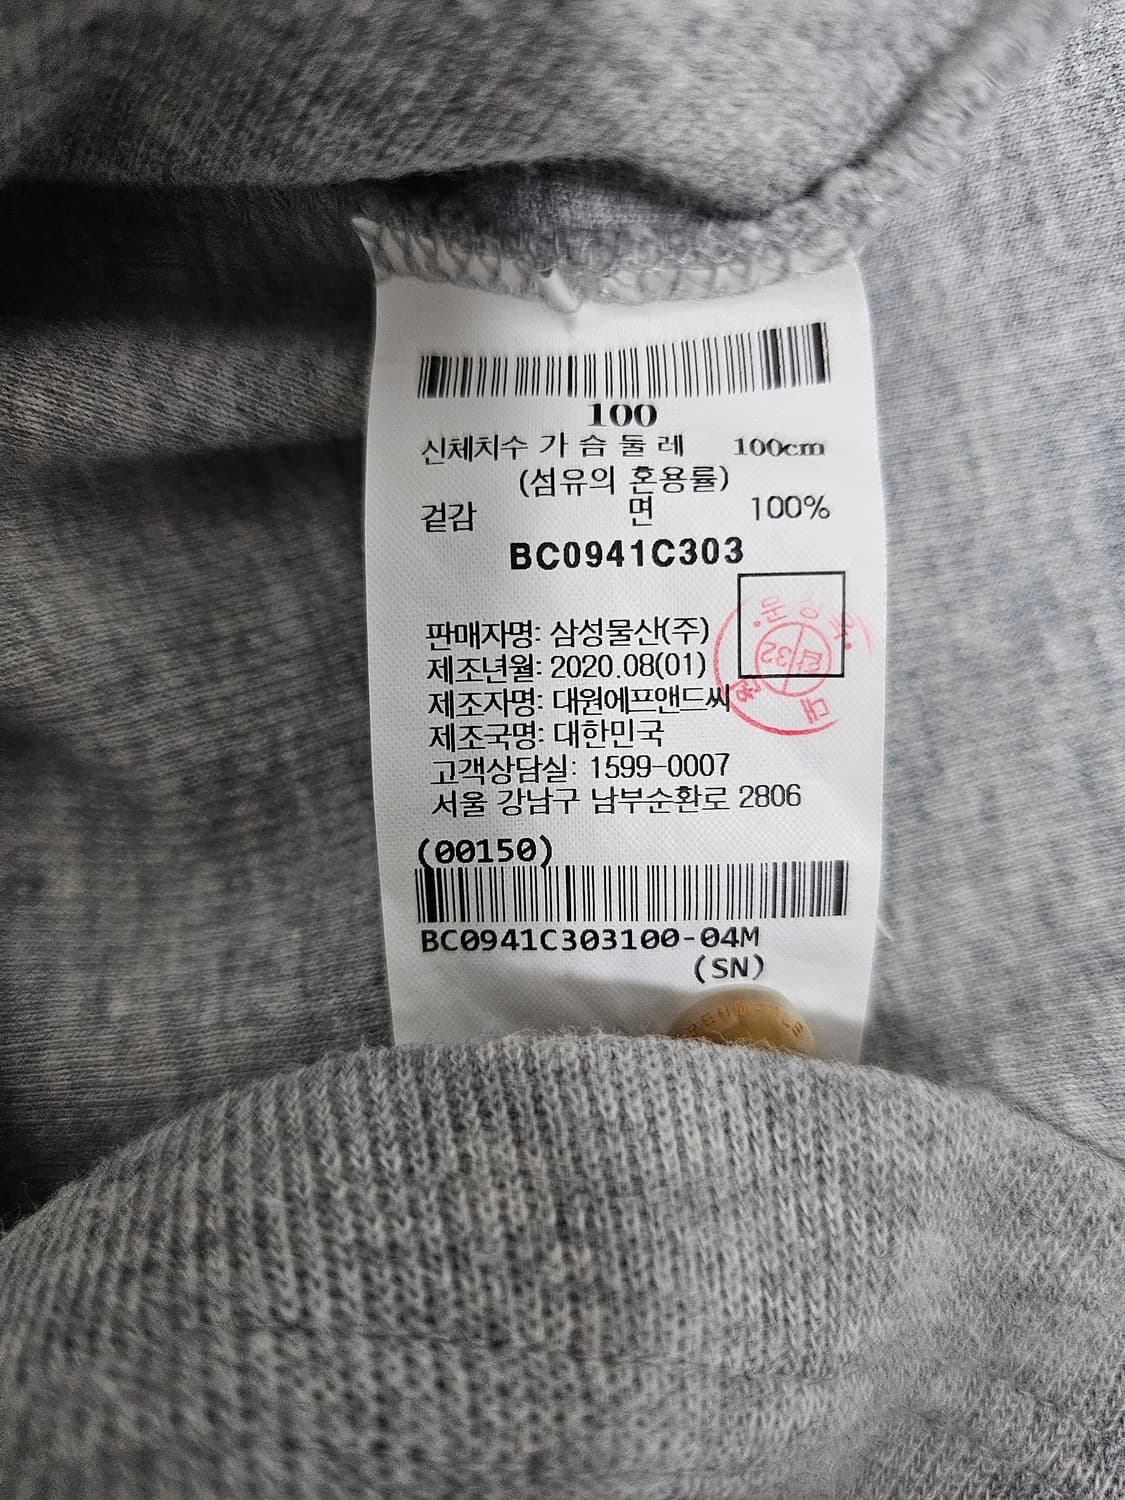 100
신체치수 가슴둘레 100cm
(섬유의 혼용률)
겉감 면 100%
BC0941C303
판매자명: 삼성물산(주)
제조년월: 2020.08(01)
제조자명: 대원에프앤드씨
제조국명: 대한민국
고객상담실: 1599-0007
서울 강남구 남부순환로 2806
(00150)
BC0941C303100-04M
(SN)